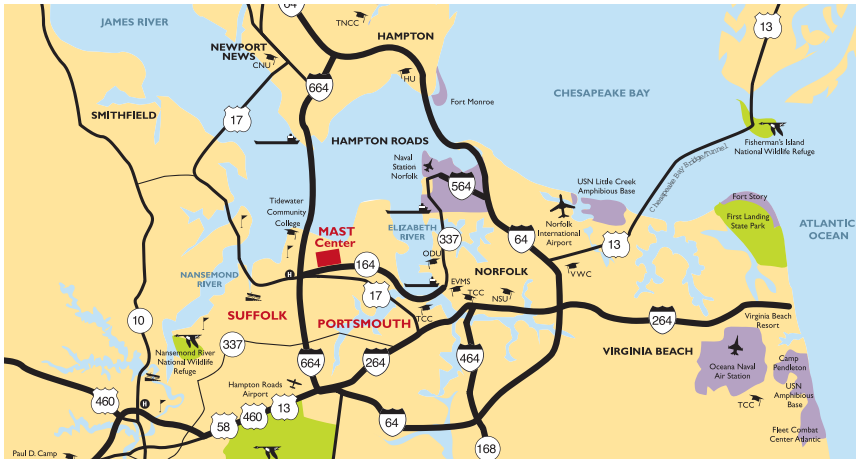 64
TNCC
13
JAMES RIVER
HAMPTON
NEWPORT
NEWS
CNU
HU
664
CHESAPEAKE BAY
Fort Monroe
SMITHFIELD
17
HAMPTON ROADS
Fisherman's Island
National Wildlife Refuge
Chesapeake Bay Bridge/Tunnel
Naval
Station
Norfolk
564
USN Little Creek
Amphibious Base
Fort Story
First Landing
State Park
ATLANTIC
OCEAN
Tidewater
Community
College
MAST
Center
ELIZABETH
RIVER
337
64
Norfolk
International
Airport
13
ODU
164
NANSEMOND
RIVER
H
NORFOLK
VWC
EVMS
TCC
NSU
17
TCC
SUFFOLK
PORTSMOUTH
10
264
Virginia Beach
Resort
337
Nansemond River
National Wildlife
Refuge
664
264
464
VIRGINIA BEACH
Oceana Naval
Air Station
Camp
Pendleton
USN
Amphibious
Base
TCC
Hampton Roads
Airport
460
H
58
460
13
64
Fleet Combat
Center Atlantic
168
Paul D. Camp